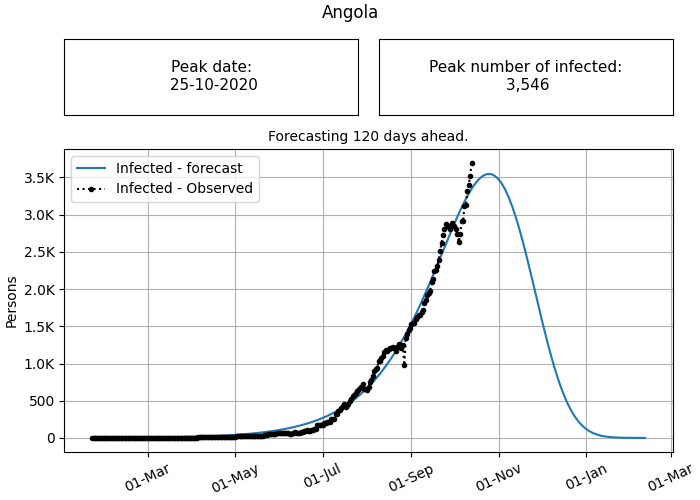 Angola
Peak date:
25-10-2020
Peak number of infected:
3,546
Forecasting 120 days ahead.
Infected - forecast
Infected - Observed
Persons
3.5K
3.0K
2.5K
2.0K
1.5K
1.0K
500
0
01-Mar
01-May
01-Jul
01-Sep
01-Nov
01-Jan
01-Mar